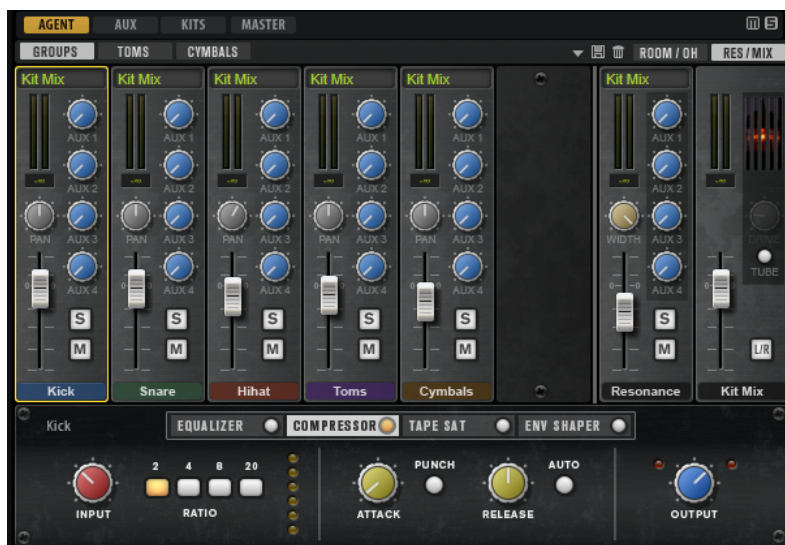 AGENT AUX KITS MASTER m S
GROUPS TOMS CYMBALS ROOM / OH RES / MIX
Kit Mix Kit Mix Kit Mix Kit Mix Kit Mix Kit Mix Kit Mix
AUX 1 AUX 1 AUX 1 AUX 1 AUX 1 AUX 1
AUX 2 AUX 2 AUX 2 AUX 2 AUX 2 AUX 2
PAN AUX 3 PAN AUX 3 PAN AUX 3 PAN AUX 3 PAN AUX 3 WIDTH AUX 3 DRIVE
AUX 4 AUX 4 AUX 4 AUX 4 AUX 4 AUX 4 TUBE
S S S S S S
M M M M M M L/R
Kick Snare Hihat Toms Cymbals Resonance Kit Mix
Kick EQUALIZER COMPRESSOR TAPE SAT ENV SHAPER
2 4 8 20 PUNCH AUTO
INPUT RATIO ATTACK RELEASE OUTPUT